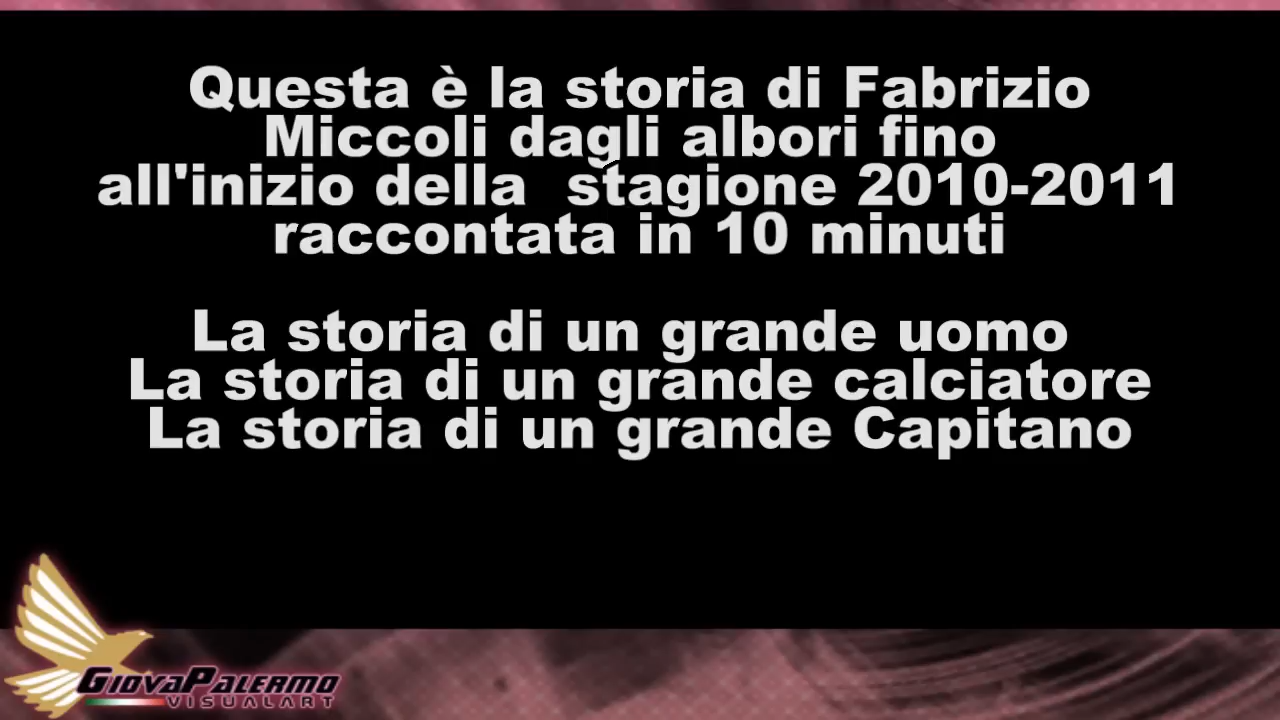 Questa è la storia di Fabrizio
Miccoli dagli albori fino
all'inizio della stagione 2010-2011
raccontata in 10 minuti
La storia di un grande uomo
La storia di un grande calciatore
La storia di un grande Capitano
GIOVAPALERMO
VISUALART